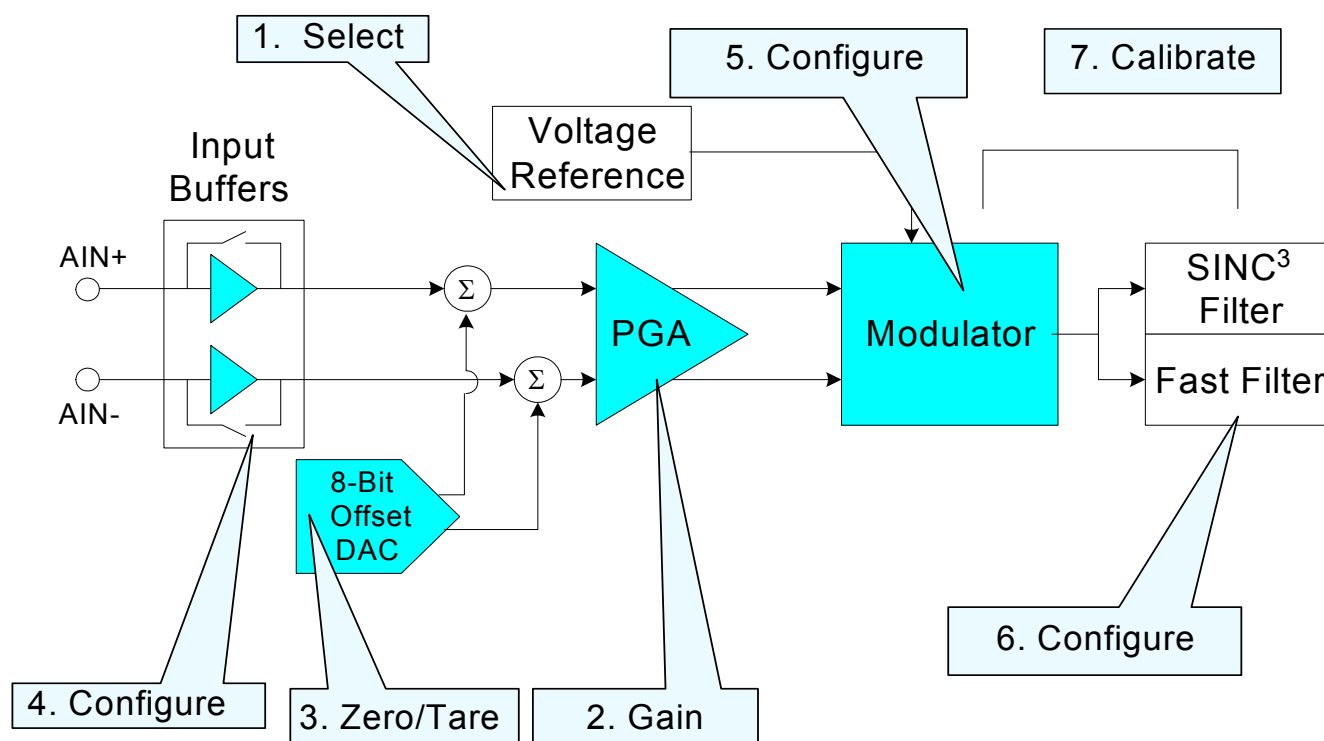 1. Select
5. Configure
7. Calibrate
Voltage
Reference
Input
Buffers
AIN+
Σ
SINC³
Filter
PGA
Modulator
AIN-
Σ
Fast Filter
8-Bit
Offset
DAC
6. Configure
4. Configure
3. Zero/Tare
2. Gain